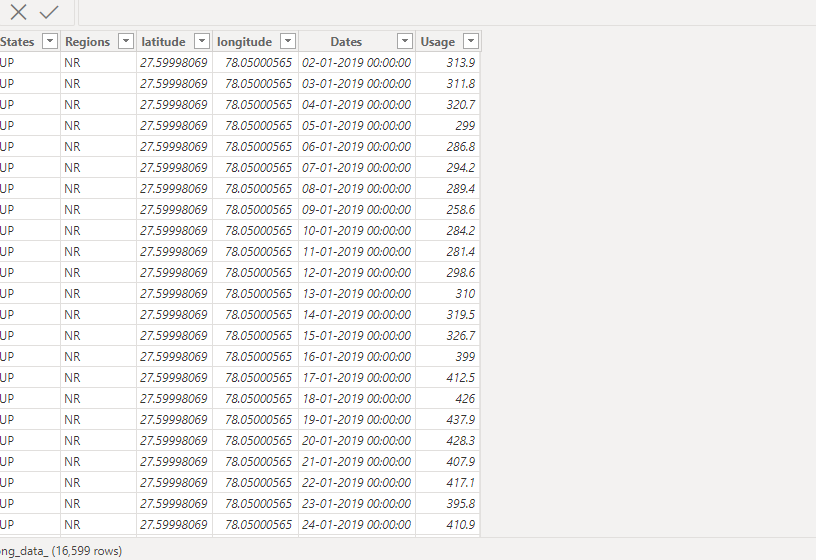 States Regions latitude longitude Dates Usage
UP NR 27.59998069 78.05000565 02-01-2019 00:00:00 313.9
UP NR 27.59998069 78.05000565 03-01-2019 00:00:00 311.8
UP NR 27.59998069 78.05000565 04-01-2019 00:00:00 320.7
UP NR 27.59998069 78.05000565 05-01-2019 00:00:00 299
UP NR 27.59998069 78.05000565 06-01-2019 00:00:00 286.8
UP NR 27.59998069 78.05000565 07-01-2019 00:00:00 294.2
UP NR 27.59998069 78.05000565 08-01-2019 00:00:00 289.4
UP NR 27.59998069 78.05000565 09-01-2019 00:00:00 258.6
UP NR 27.59998069 78.05000565 10-01-2019 00:00:00 284.2
UP NR 27.59998069 78.05000565 11-01-2019 00:00:00 281.4
UP NR 27.59998069 78.05000565 12-01-2019 00:00:00 298.6
UP NR 27.59998069 78.05000565 13-01-2019 00:00:00 310
UP NR 27.59998069 78.05000565 14-01-2019 00:00:00 319.5
UP NR 27.59998069 78.05000565 15-01-2019 00:00:00 326.7
UP NR 27.59998069 78.05000565 16-01-2019 00:00:00 399
UP NR 27.59998069 78.05000565 17-01-2019 00:00:00 412.5
UP NR 27.59998069 78.05000565 18-01-2019 00:00:00 426
UP NR 27.59998069 78.05000565 19-01-2019 00:00:00 437.9
UP NR 27.59998069 78.05000565 20-01-2019 00:00:00 428.3
UP NR 27.59998069 78.05000565 21-01-2019 00:00:00 407.9
UP NR 27.59998069 78.05000565 22-01-2019 00:00:00 417.1
UP NR 27.59998069 78.05000565 23-01-2019 00:00:00 395.8
UP NR 27.59998069 78.05000565 24-01-2019 00:00:00 410.9
ong_data_ (16,599 rows)